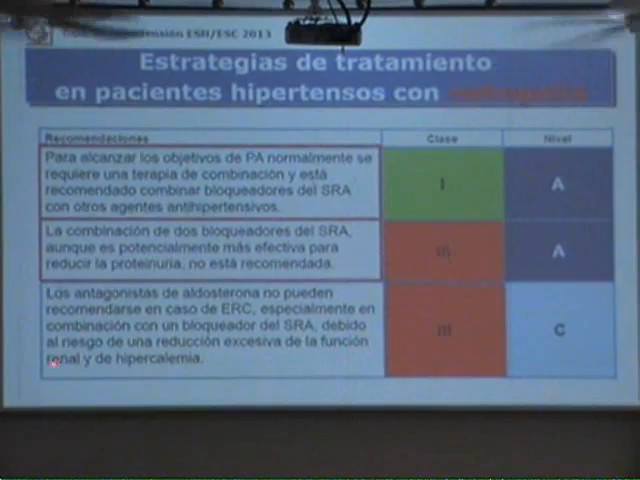 ESH/ESC 2013
Estrategias de tratamiento
en pacientes hipertensos con
Recomendaciones Clase Nivel
Para alcanzar los objetivos de PA normalmente se
requiere una terapia de combinación y está
recomendado combinar bloqueadores del SRA
con otros agentes antihipertensivos.
I A
La combinación de dos bloqueadores del SRA,
aunque es potencialmente más efectiva para
reducir la proteinuria, no está recomendada.
III A
Los antagonistas de aldosterona no pueden
recomendarse en caso de ERC, especialmente en
combinación con un bloqueador del SRA, debido
al riesgo de una reducción excesiva de la función
renal y de hipercalemia.
III C